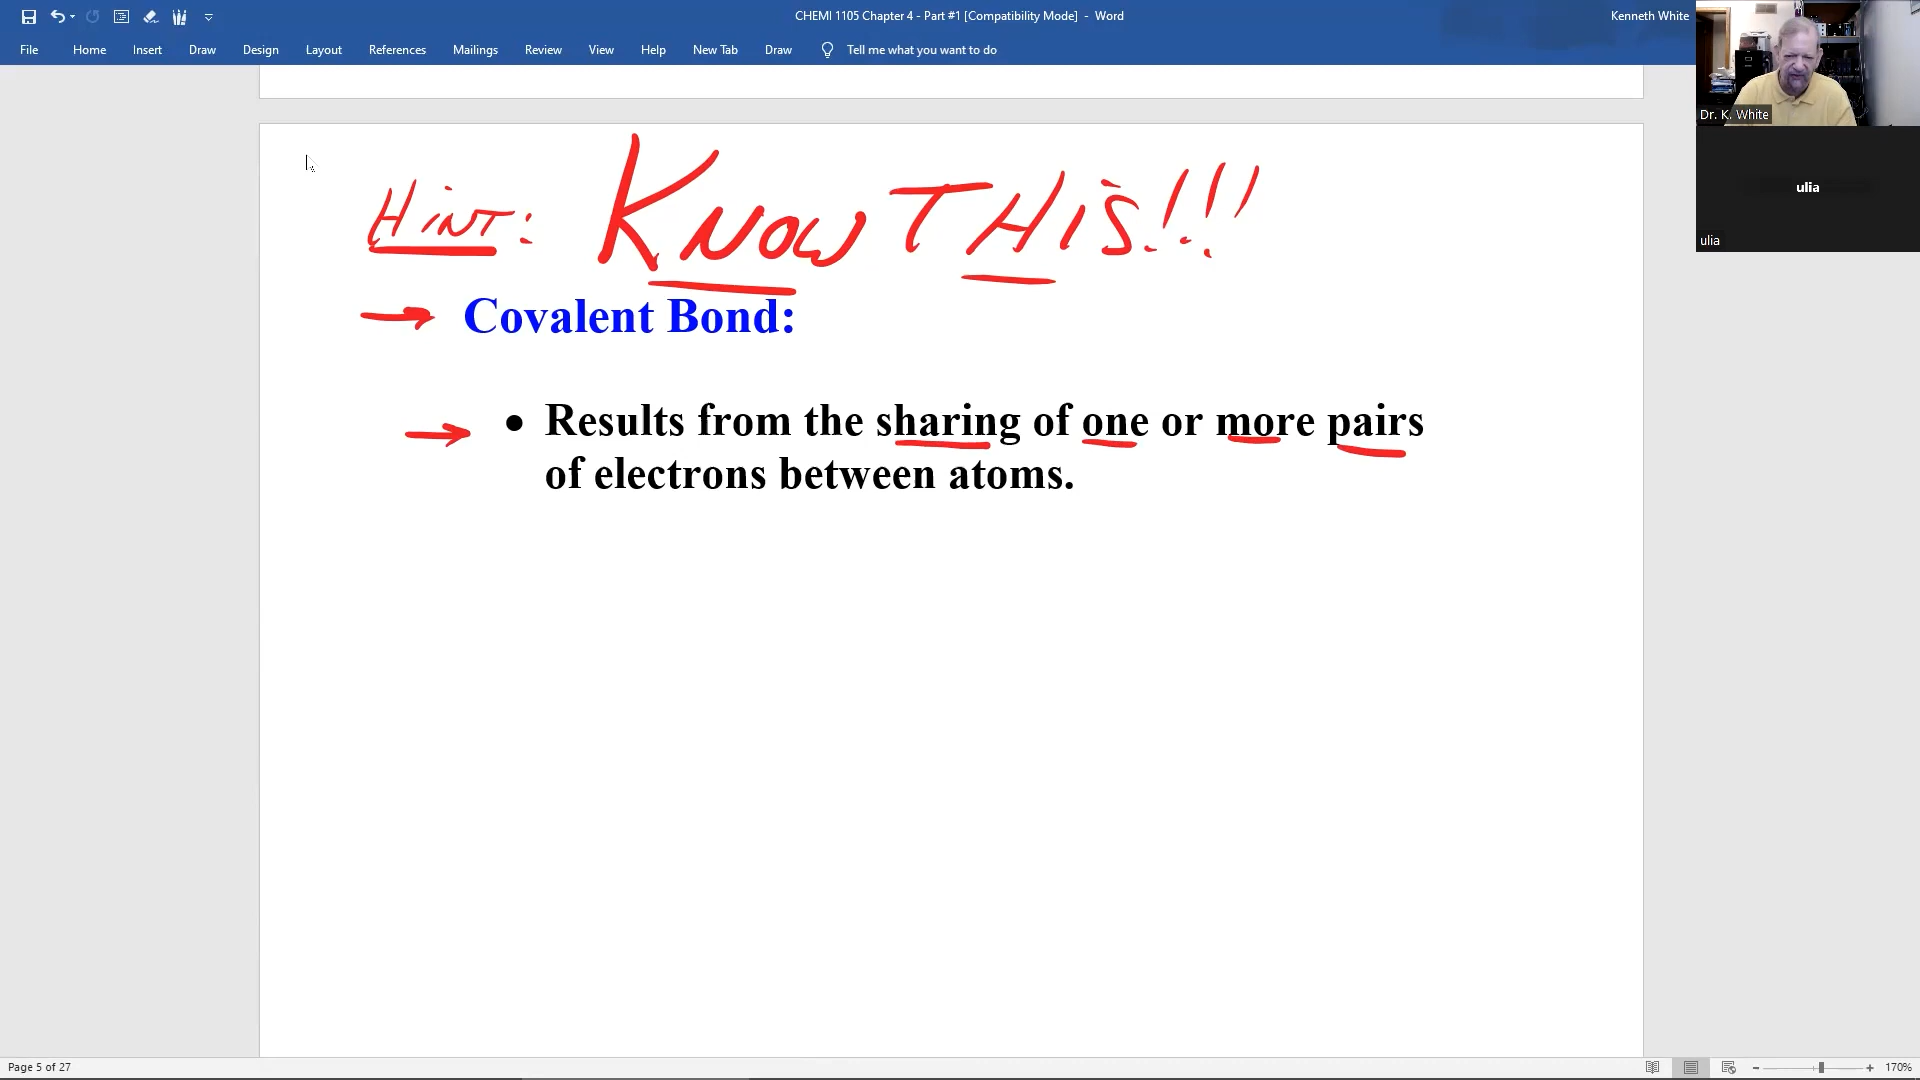 CHEMI 1105 Chapter 4 - Part #1 [Compatibility Mode] - Word
Kenneth White
File Home Insert Draw Design Layout References Mailings Review View Help New Tab Draw Tell me what you want to do
Dr. K. White
ulia
ulia
HiNT: KNOW THiS!!!
Covalent Bond:
• Results from the sharing of one or more pairs
of electrons between atoms.
Page 5 of 27
170%